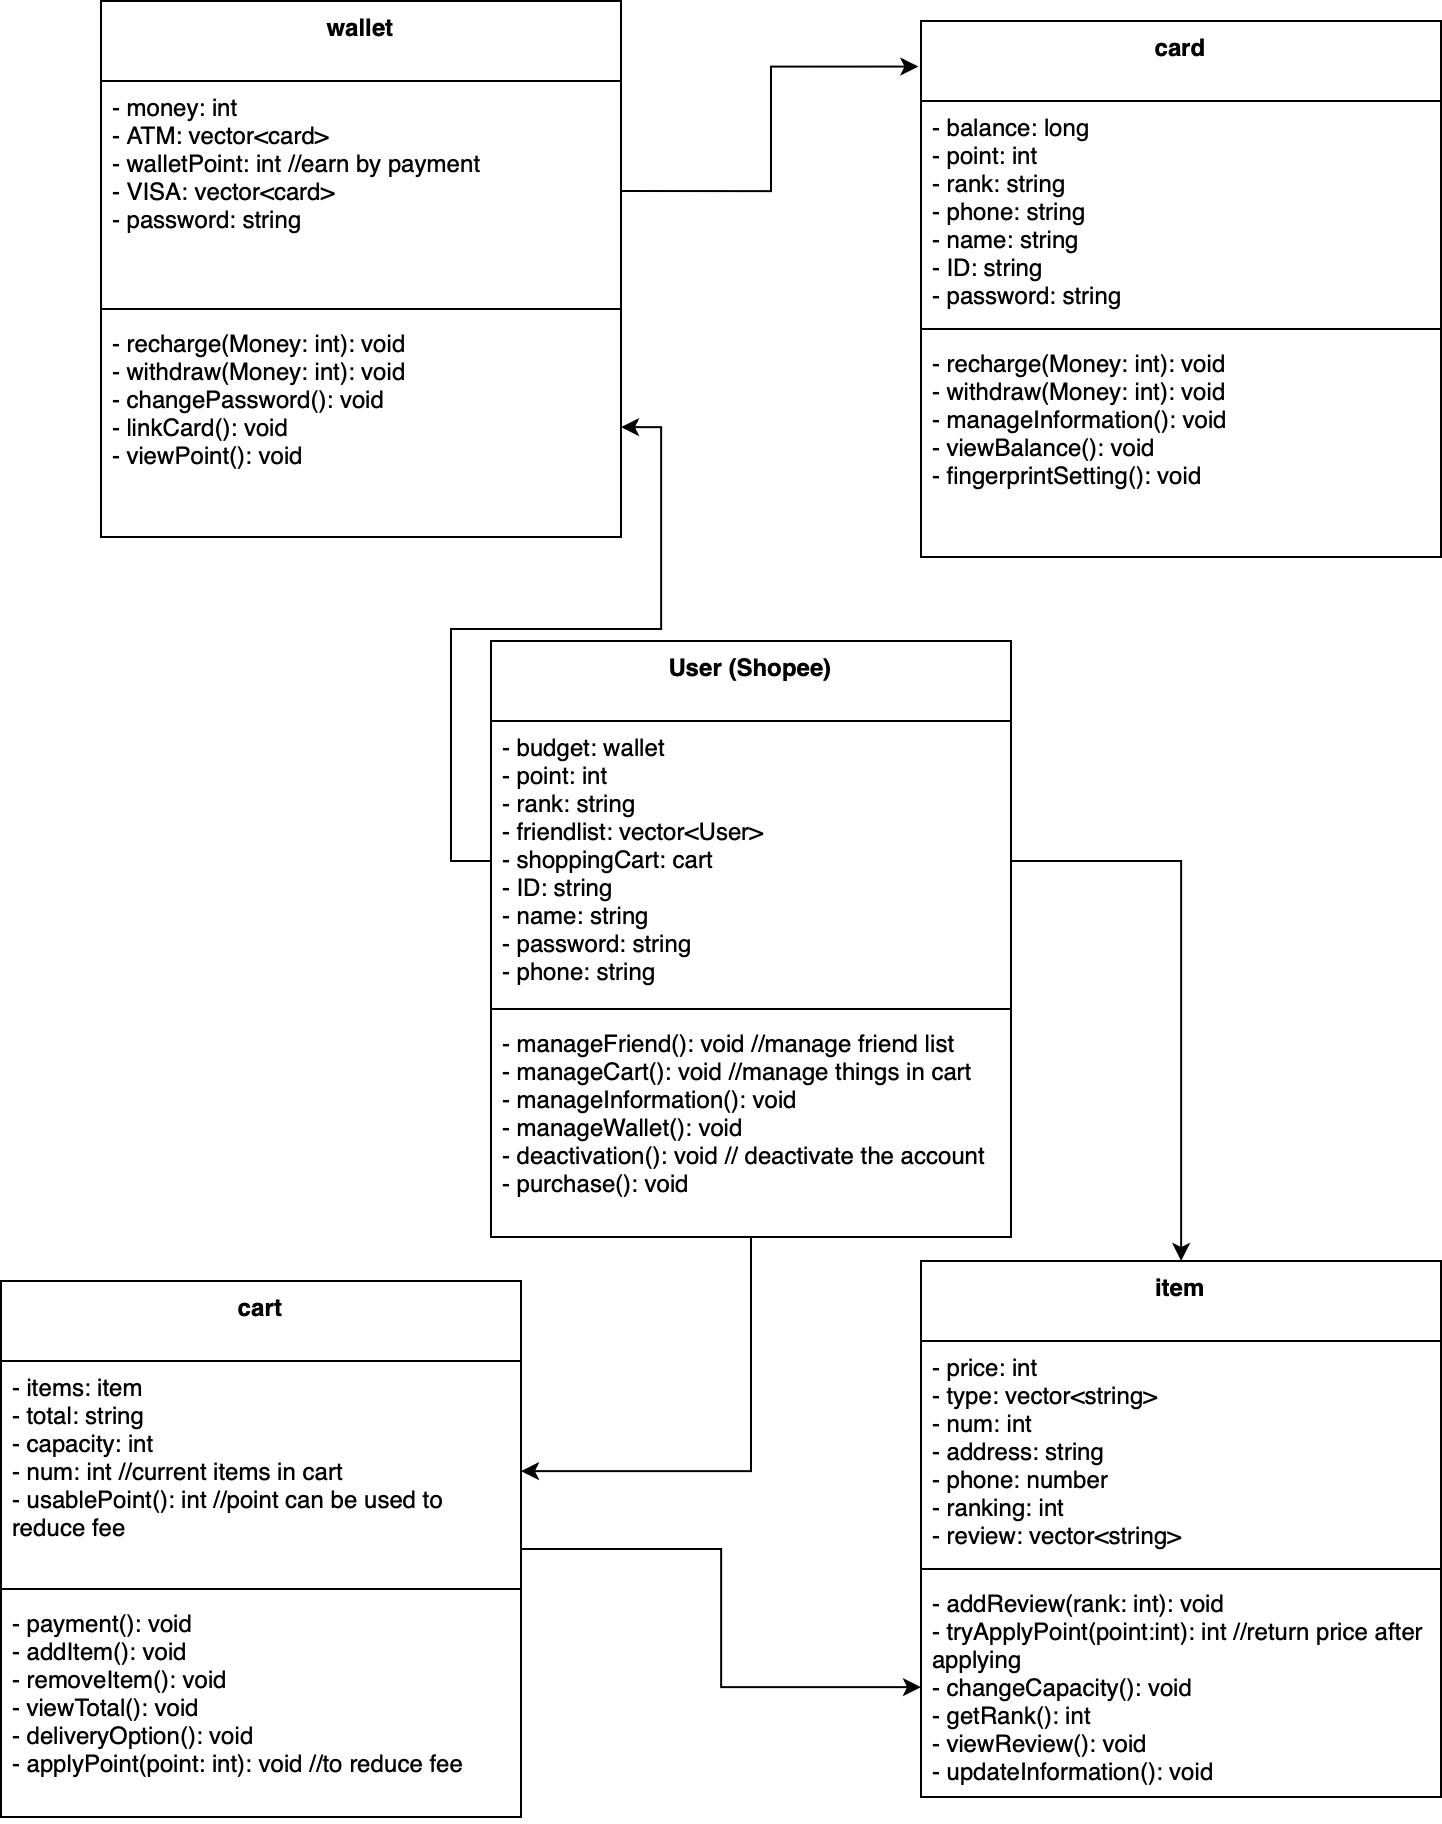 wallet
- money: int
- ATM: vector<card>
- walletPoint: int //earn by payment
- VISA: vector<card>
- password: string
- recharge(Money: int): void
- withdraw(Money: int): void
- changePassword(): void
- linkCard(): void
- viewPoint(): void
card
- balance: long
- point: int
- rank: string
- phone: string
- name: string
- ID: string
- password: string
- recharge(Money: int): void
- withdraw(Money: int): void
- manageInformation(): void
- viewBalance(): void
- fingerprintSetting(): void
User (Shopee)
- budget: wallet
- point: int
- rank: string
- friendlist: vector<User>
- shoppingCart: cart
- ID: string
- name: string
- password: string
- phone: string
- manageFriend(): void //manage friend list
- manageCart(): void //manage things in cart
- manageInformation(): void
- manageWallet(): void
- deactivation(): void // deactivate the account
- purchase(): void
cart
- items: item
- total: string
- capacity: int
- num: int //current items in cart
- usablePoint(): int //point can be used to
reduce fee
- payment(): void
- addItem(): void
- removeItem(): void
- viewTotal(): void
- deliveryOption(): void
- applyPoint(point: int): void //to reduce fee
item
- price: int
- type: vector<string>
- num: int
- address: string
- phone: number
- ranking: int
- review: vector<string>
- addReview(rank: int): void
- tryApplyPoint(point:int): int //return price after
applying
- changeCapacity(): void
- getRank(): int
- viewReview(): void
- updateInformation(): void